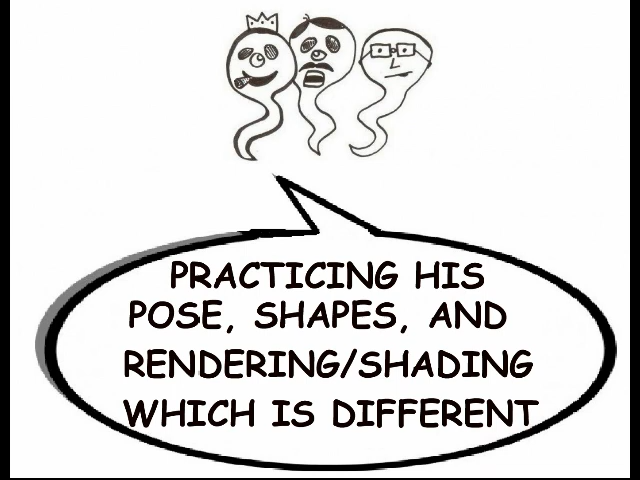 PRACTICING HIS
POSE, SHAPES, AND
RENDERING/SHADING
WHICH IS DIFFERENT